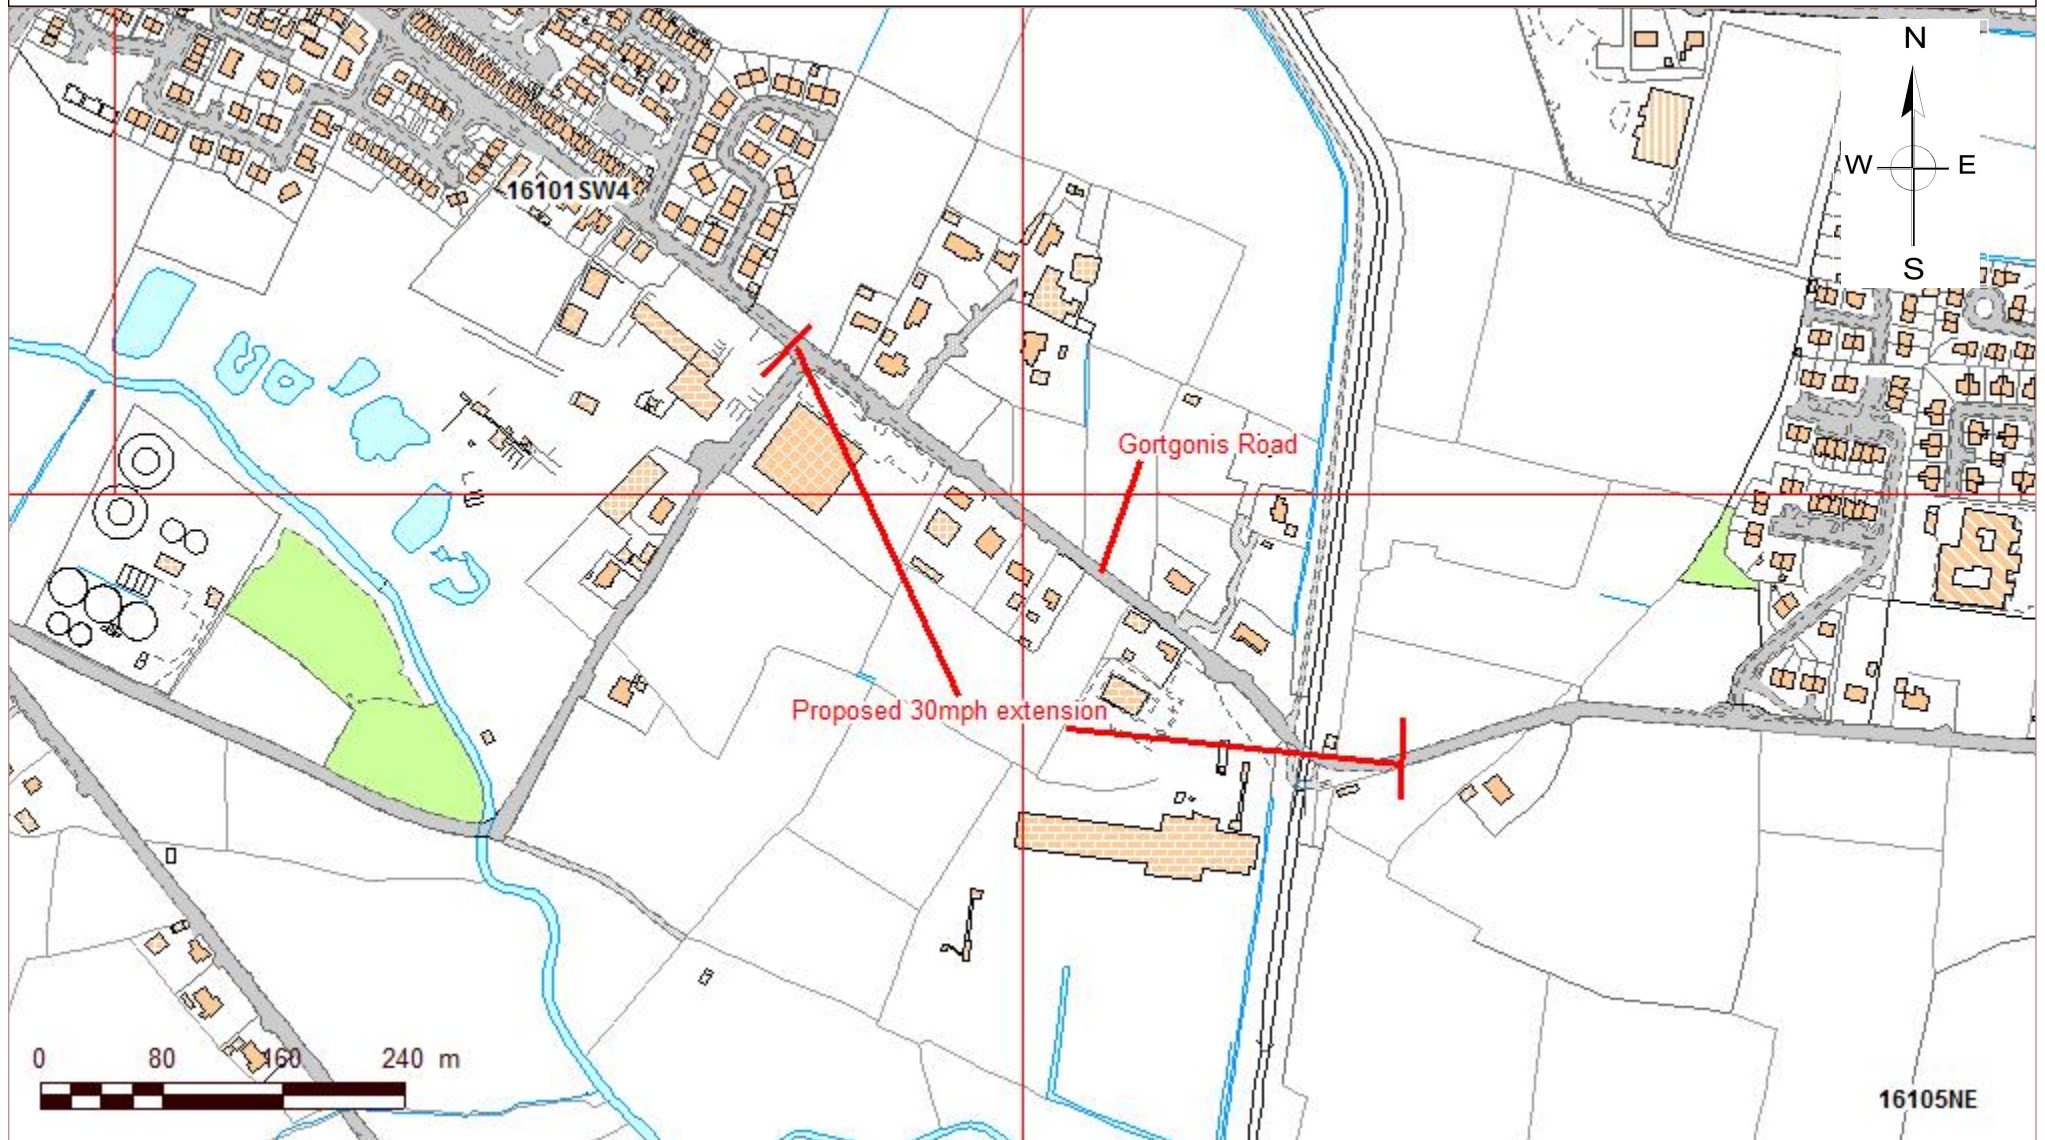 N
W E
S
16101SW4
Gortgonis Road
Proposed 30mph extension
0 80 160 240 m
16105NE